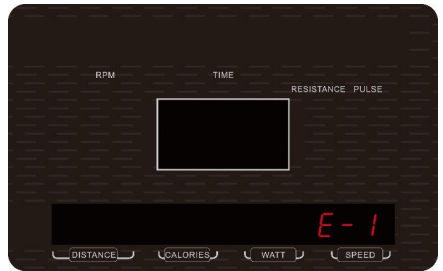 RPM TIME
RESISTANCE PULSE
E-1
DISTANCE CALORIES WATT SPEED